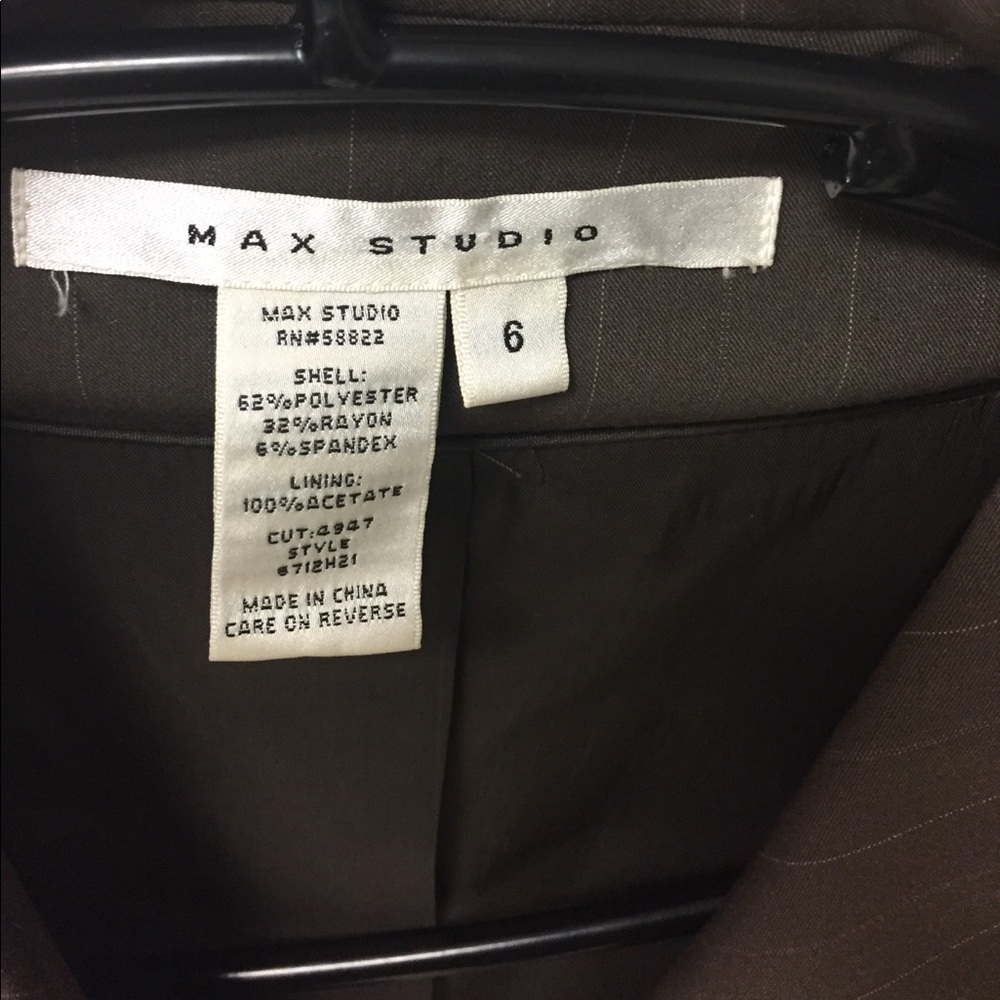 MAX STUDIO
MAX STUDIO
RN#58822
6
SHELL:
62%POLYESTER
32%RAYON
6%SPANDEX
LINING:
100%ACETATE
CUT:4947
STYLE
6712H21
MADE IN CHINA
CARE ON REVERSE